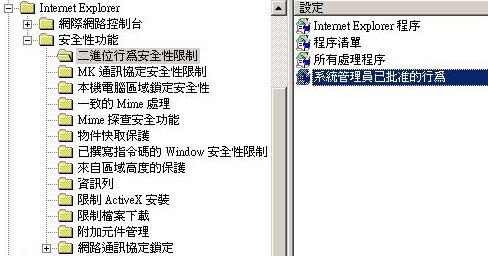 Internet Explorer
網際網路控制台
安全性功能
二進位行為安全性限制
MK 通訊協定安全性限制
本機電腦區域鎖定安全性
一致的 Mime 處理
Mime 探查安全功能
物件快取保護
已撰寫指令碼的 Window 安全性限制
來自區域高度的保護
資訊列
限制 ActiveX 安裝
限制檔案下載
附加元件管理
網路通訊協定鎖定
設定
Internet Explorer 程序
程序清單
所有處理程序
系統管理員已批准的行為